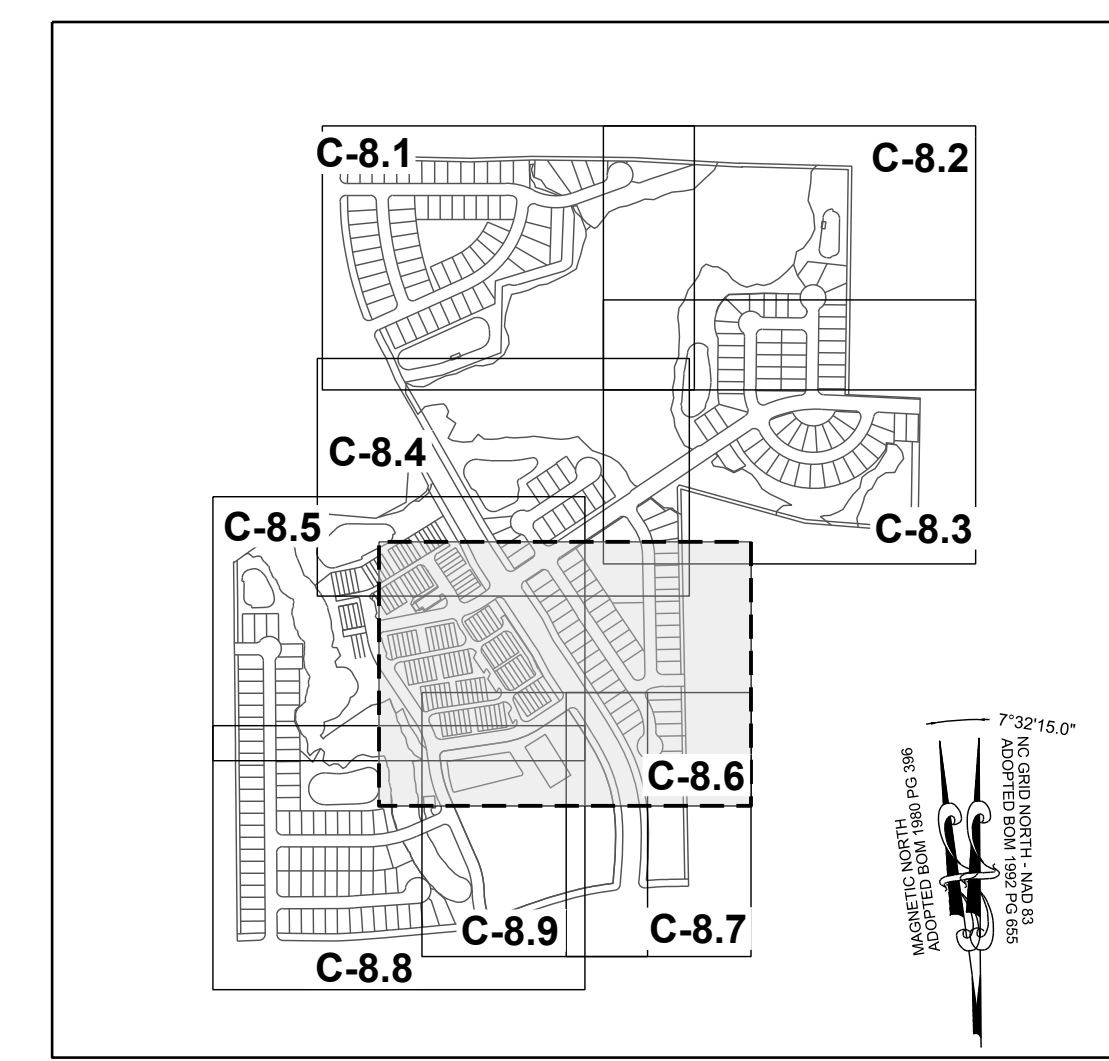 C-8.1
C-8.2
C-8.4
C-8.5
C-8.3
C-8.6
C-8.9
C-8.7
C-8.8
7°32'15.0"
MAGNETIC NORTH
ADOPTED BOM 1980 PG 396
NC GRID NORTH - NAD 83
ADOPTED BOM 1992 PG 655